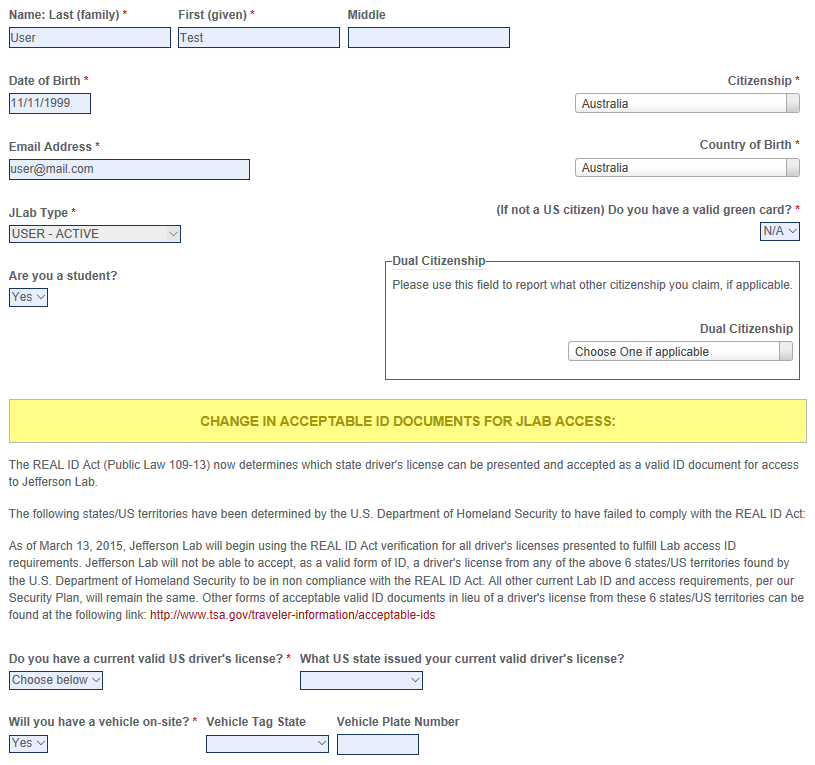 Name: Last (family) * First (given) * Middle
User Test
Date of Birth * Citizenship *
11/11/1999 Australia
Email Address * Country of Birth *
user@mail.com Australia
JLab Type * (If not a US citizen) Do you have a valid green card? *
USER - ACTIVE N/A
Are you a student?
Yes
Dual Citizenship
Please use this field to report what other citizenship you claim, if applicable.
Dual Citizenship
Choose One if applicable
CHANGE IN ACCEPTABLE ID DOCUMENTS FOR JLAB ACCESS:
The REAL ID Act (Public Law 109-13) now determines which state driver's license can be presented and accepted as a valid ID document for access
to Jefferson Lab.
The following states/US territories have been determined by the U.S. Department of Homeland Security to have failed to comply with the REAL ID Act:
As of March 13, 2015, Jefferson Lab will begin using the REAL ID Act verification for all driver's licenses presented to fulfill Lab access ID
requirements. Jefferson Lab will not be able to accept, as a valid form of ID, a driver's license from any of the above 6 states/US territories found by
the U.S. Department of Homeland Security to be in non compliance with the REAL ID Act. All other current Lab ID and access requirements, per our
Security Plan, will remain the same. Other forms of acceptable valid ID documents in lieu of a driver's license from these 6 states/US territories can be
found at the following link: http://www.tsa.gov/traveler-information/acceptable-ids
Do you have a current valid US driver's license? * What US state issued your current valid driver's license?
Choose below
Will you have a vehicle on-site? * Vehicle Tag State Vehicle Plate Number
Yes